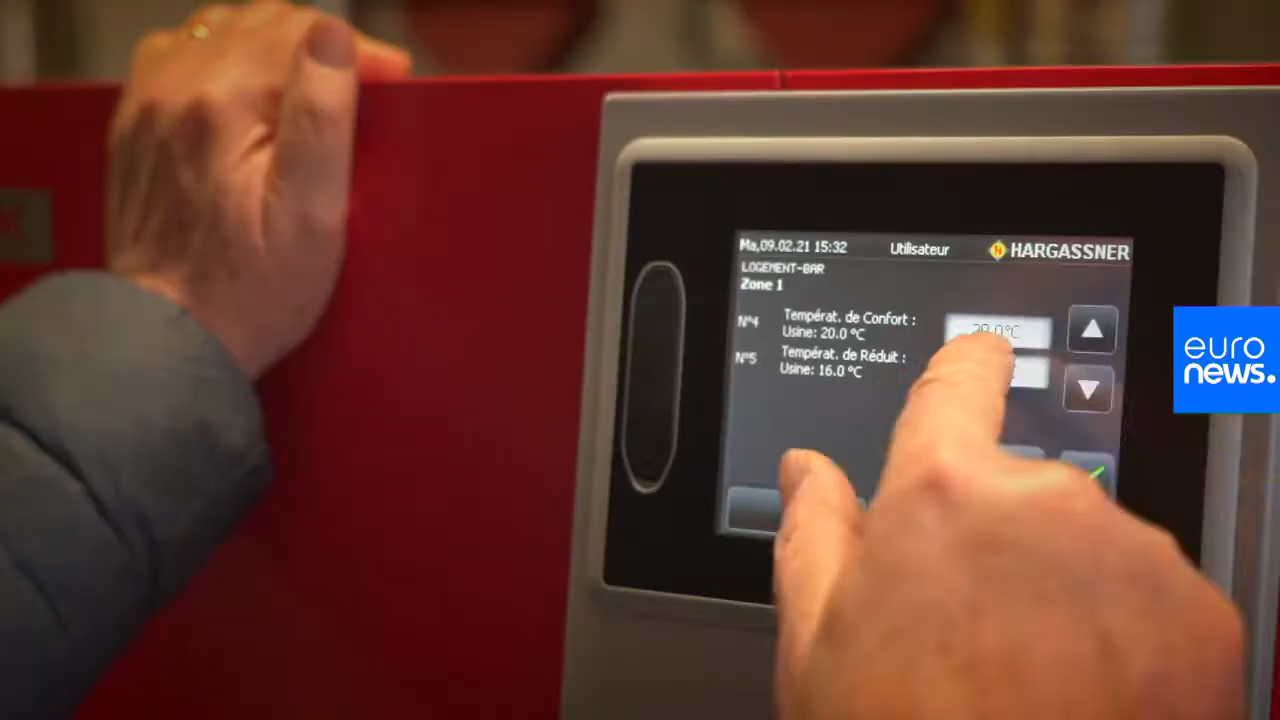 Ma,09.02.21 15:32
Utilisateur
HARGASSNER
LOGEMENT-BAR
Zone 1
N°4
Températ. de Confort :
Usine: 20.0 °C
N°5
Températ. de Réduit :
Usine: 16.0 °C
euro
news.